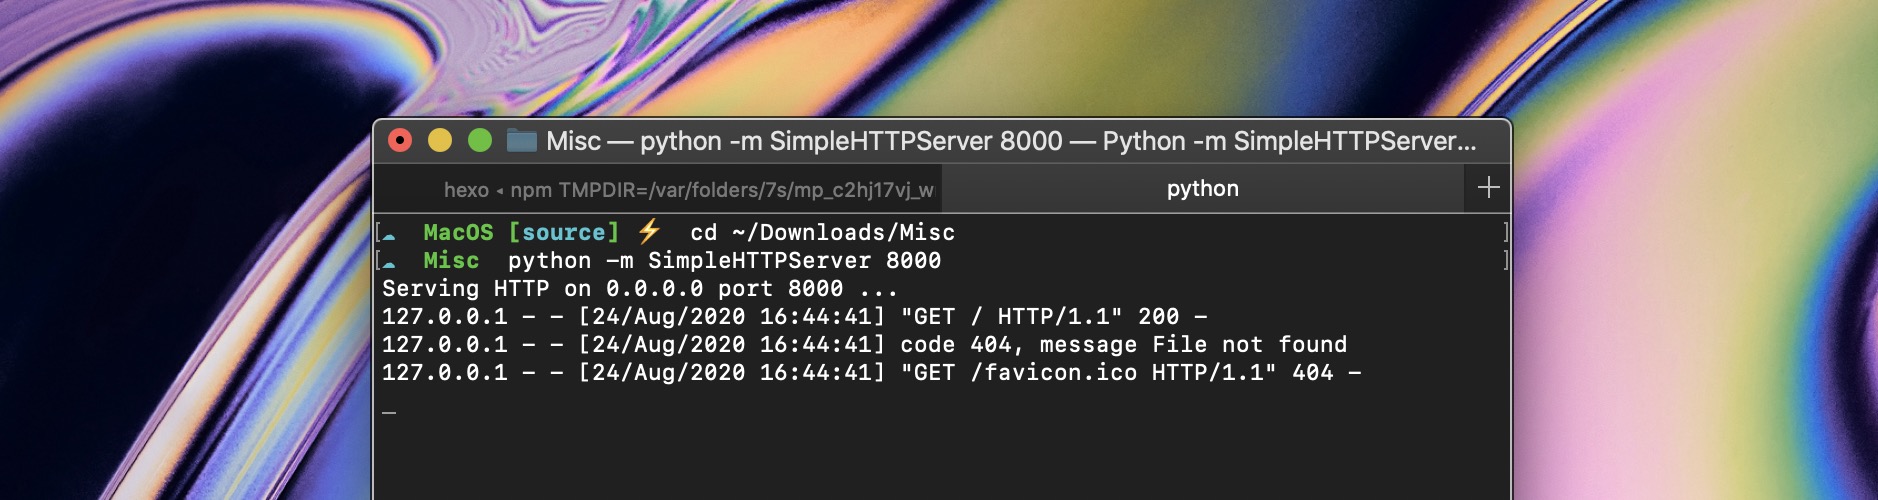 Misc — python -m SimpleHTTPServer 8000 — Python -m SimpleHTTPServer...
hexo ◂ npm TMPDIR=/var/folders/7s/mp_c2hj17vj_w
python
[☁ MacOS [source] ⚡ cd ~/Downloads/Misc ]
[☁ Misc python -m SimpleHTTPServer 8000 ]
Serving HTTP on 0.0.0.0 port 8000 ...
127.0.0.1 - - [24/Aug/2020 16:44:41] "GET / HTTP/1.1" 200 -
127.0.0.1 - - [24/Aug/2020 16:44:41] code 404, message File not found
127.0.0.1 - - [24/Aug/2020 16:44:41] "GET /favicon.ico HTTP/1.1" 404 -